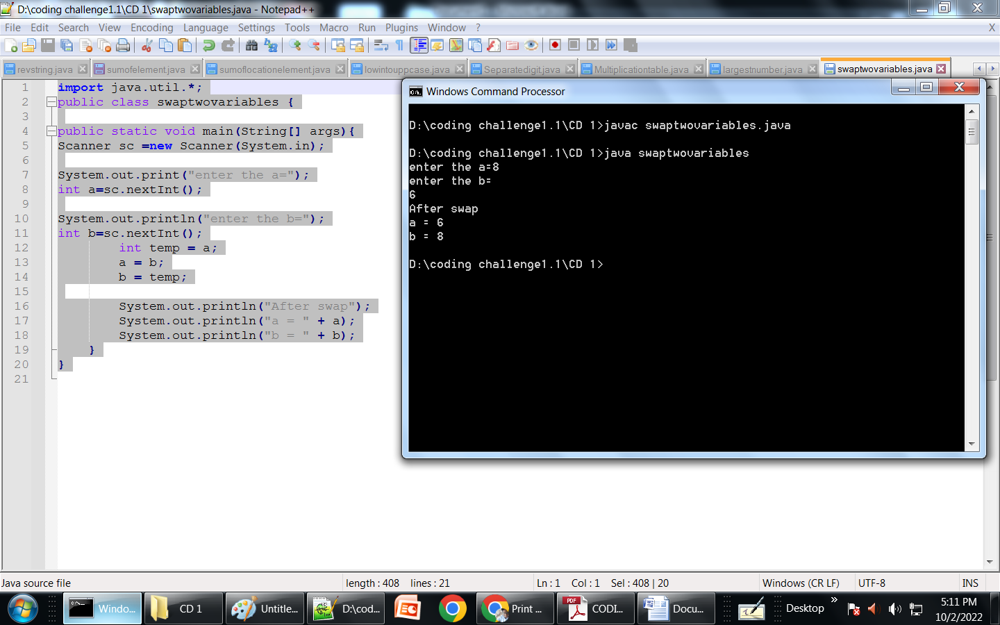 D:\coding challenge1.1\CD 1\swaptwovariables.java - Notepad++
File Edit Search View Encoding Language Settings Tools Macro Run Plugins Window ? X
revstring.java sumofelement.java sumoflocationelement.java lowintouppcase.java Separatedigit.java Multiplicationtable.java largestnumber.java swaptwovariables.java
1 import java.util.*;
2 public class swaptwovariables {
3
4 public static void main(String[] args){
5 Scanner sc =new Scanner(System.in);
6
7 System.out.print("enter the a=");
8 int a=sc.nextInt();
9
10 System.out.println("enter the b=");
11 int b=sc.nextInt();
12 int temp = a;
13 a = b;
14 b = temp;
15
16 System.out.println("After swap");
17 System.out.println("a = " + a);
18 System.out.println("b = " + b);
19 }
20 }
21
Windows Command Processor
D:\coding challenge1.1\CD 1>javac swaptwovariables.java
D:\coding challenge1.1\CD 1>java swaptwovariables
enter the a=8
enter the b=
6
After swap
a = 6
b = 8
D:\coding challenge1.1\CD 1>
Java source file length : 408 lines : 21 Ln : 1 Col : 1 Sel : 408 | 20 Windows (CR LF) UTF-8 INS
Windo... CD 1 Untitle... D:\cod... Print ... CODI... Docu... Desktop » 5:11 PM
10/2/2022